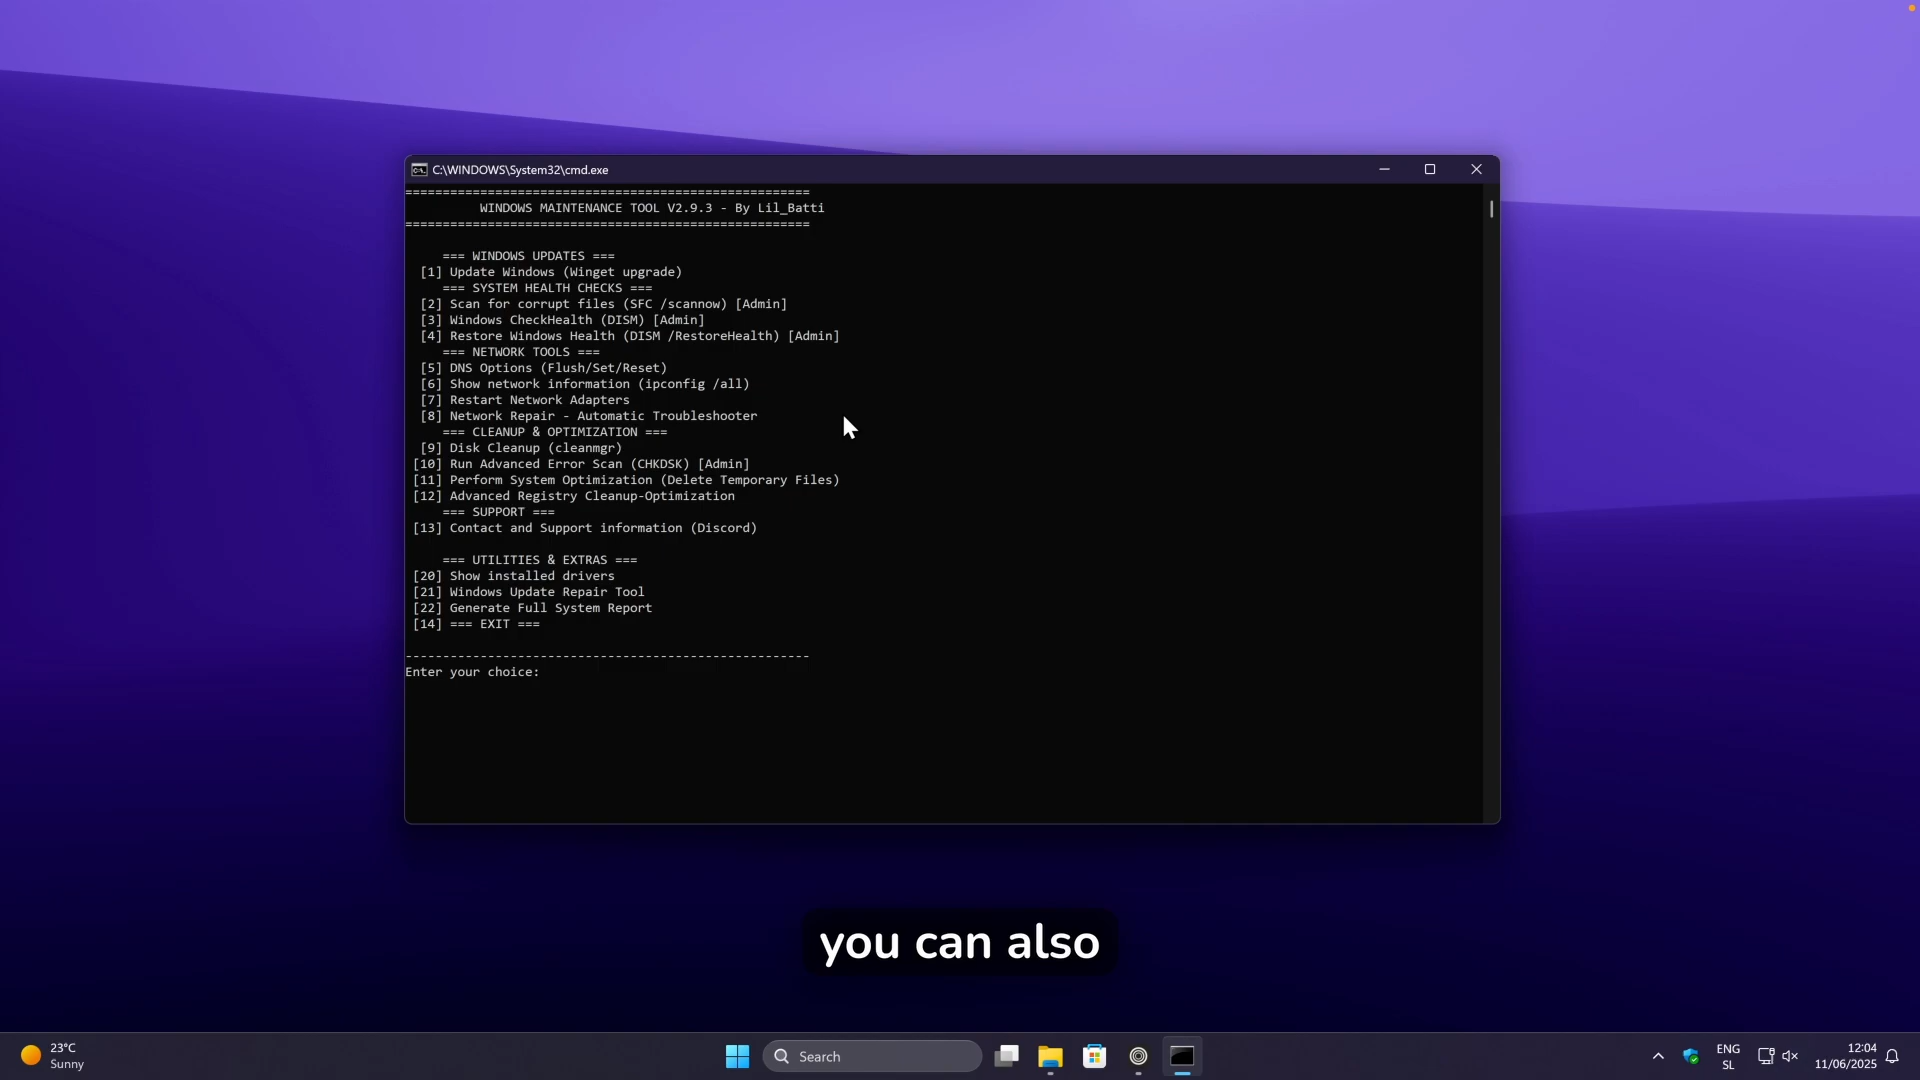 C:\WINDOWS\System32\cmd.exe
======================================================
WINDOWS MAINTENANCE TOOL V2.9.3 - By Lil_Batti
======================================================
=== WINDOWS UPDATES ===
[1] Update Windows (Winget upgrade)
=== SYSTEM HEALTH CHECKS ===
[2] Scan for corrupt files (SFC /scannow) [Admin]
[3] Windows CheckHealth (DISM) [Admin]
[4] Restore Windows Health (DISM /RestoreHealth) [Admin]
=== NETWORK TOOLS ===
[5] DNS Options (Flush/Set/Reset)
[6] Show network information (ipconfig /all)
[7] Restart Network Adapters
[8] Network Repair - Automatic Troubleshooter
=== CLEANUP & OPTIMIZATION ===
[9] Disk Cleanup (cleanmgr)
[10] Run Advanced Error Scan (CHKDSK) [Admin]
[11] Perform System Optimization (Delete Temporary Files)
[12] Advanced Registry Cleanup-Optimization
=== SUPPORT ===
[13] Contact and Support information (Discord)
=== UTILITIES & EXTRAS ===
[20] Show installed drivers
[21] Windows Update Repair Tool
[22] Generate Full System Report
[14] === EXIT ===
------------------------------------------------------
Enter your choice:
you can also
23°C
Sunny
Search
ENG
SL
12:04
11/06/2025